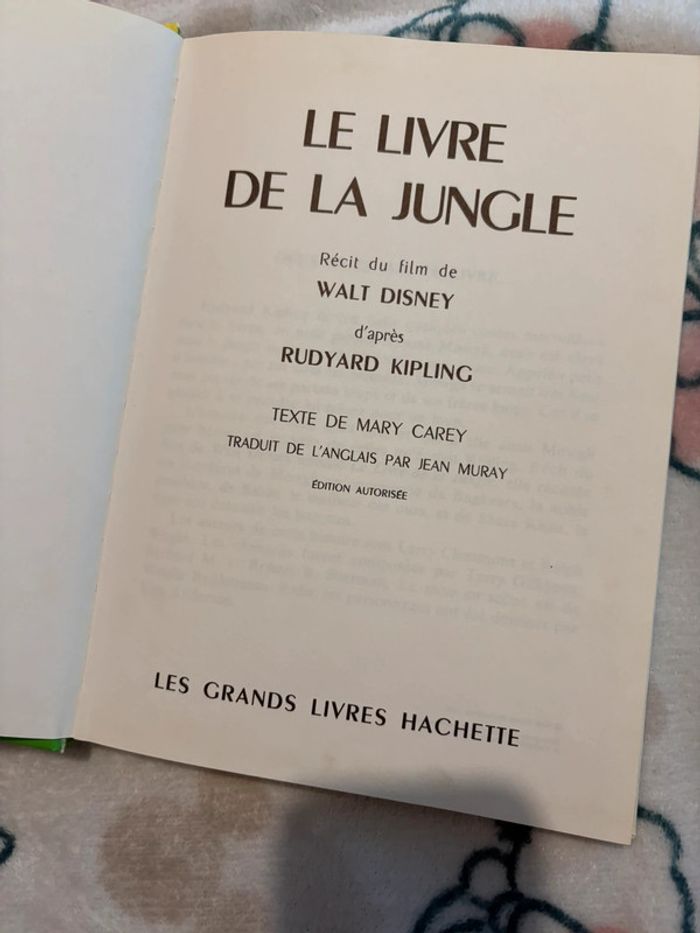 LE LIVRE
DE LA JUNGLE
Récit du film de
WALT DISNEY
d'après
RUDYARD KIPLING
TEXTE DE MARY CAREY
TRADUIT DE L'ANGLAIS PAR JEAN MURAY
ÉDITION AUTORISÉE
LES GRANDS LIVRES HACHETTE